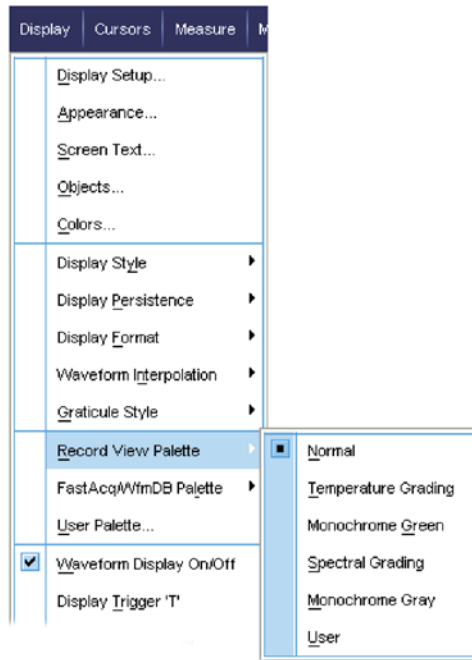 Display Cursors Measure
Display Setup...
Appearance...
Screen Text...
Objects...
Colors...
Display Style
Display Persistence
Display Format
Waveform Interpolation
Graticule Style
Record View Palette
FastAcq/WfmDB Palette
User Palette...
Waveform Display On/Off
Display Trigger 'T'
Normal
Temperature Grading
Monochrome Green
Spectral Grading
Monochrome Gray
User